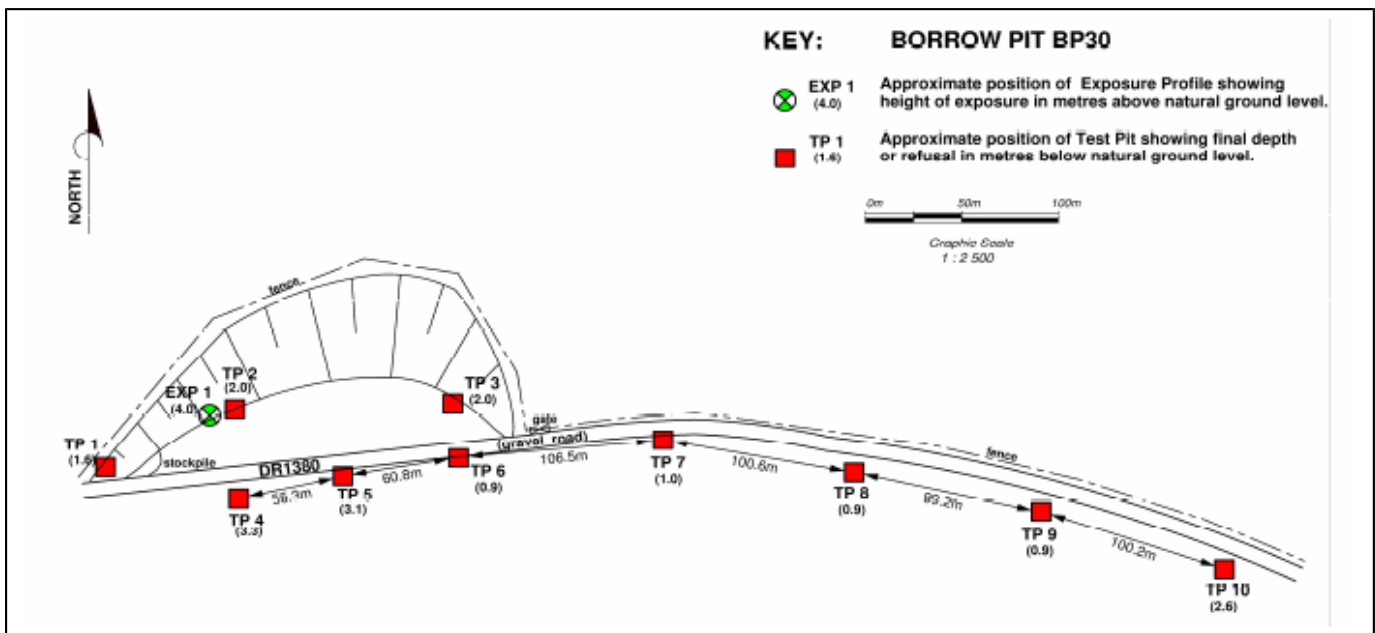 KEY: BORROW PIT BP30
EXP 1
(4.0)
Approximate position of Exposure Profile showing
height of exposure in metres above natural ground level.
TP 1
(1.6)
Approximate position of Test Pit showing final depth
or refusal in metres below natural ground level.
NORTH
0m 50m 100m
Graphic Scale
1 : 2 500
fence
EXP 1
(4.0)
TP 2
(2.0)
TP 3
(2.0)
TP 1
(1.6)
stockpile
DR1380
(gravel road)
gate
fence
TP 4
(3.3)
TP 5
(3.1)
60.8m
TP 6
(0.9)
106.5m
TP 7
(1.0)
100.6m
TP 8
(0.9)
TP 9
(0.9)
100.2m
TP 10
(2.6)